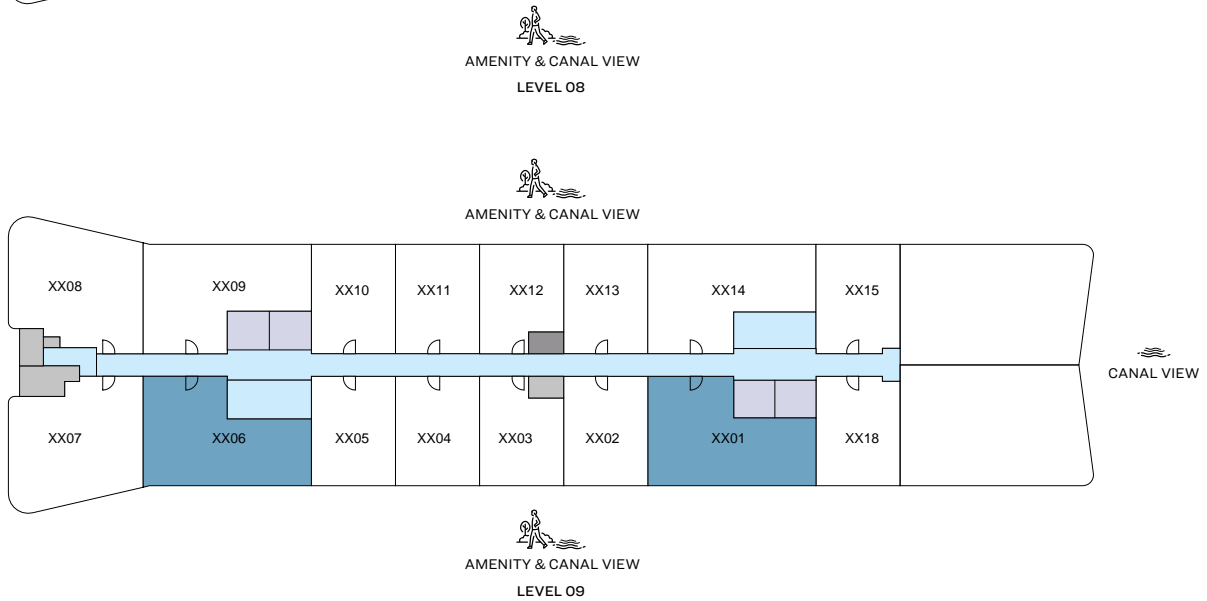 AMENITY & CANAL VIEW
LEVEL 08
AMENITY & CANAL VIEW
XX08
XX09
XX10
XX11
XX12
XX13
XX14
XX15
CANAL VIEW
XX07
XX06
XX05
XX04
XX03
XX02
XX01
XX18
AMENITY & CANAL VIEW
LEVEL 09